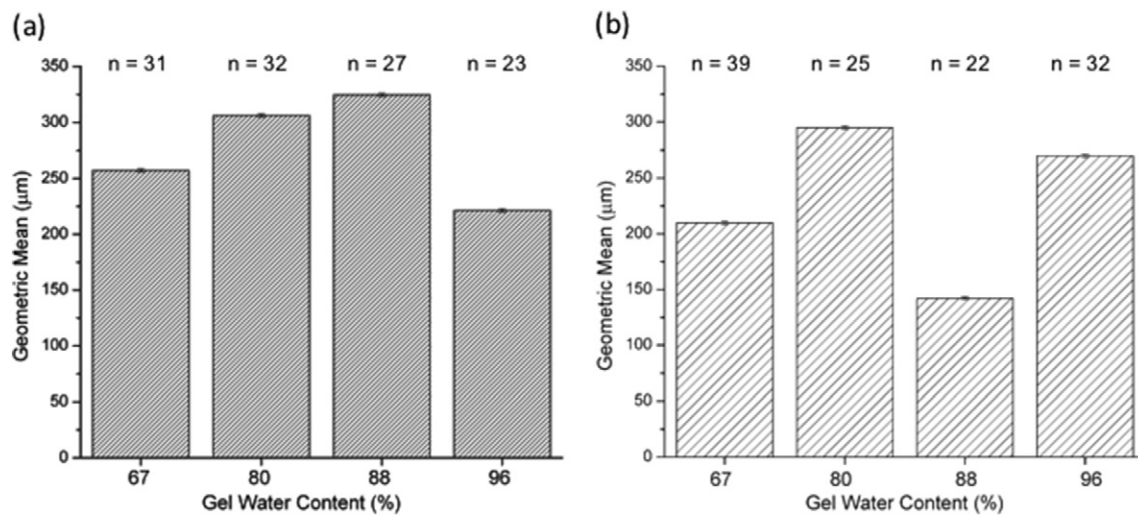 (a)
n = 31 n = 32 n = 27 n = 23
350
300
250
200
150
100
50
0
Geometric Mean (μm)
67 80 88 96
Gel Water Content (%)
(b)
n = 39 n = 25 n = 22 n = 32
350
300
250
200
150
100
50
0
Geometric Mean (μm)
67 80 88 96
Gel Water Content (%)